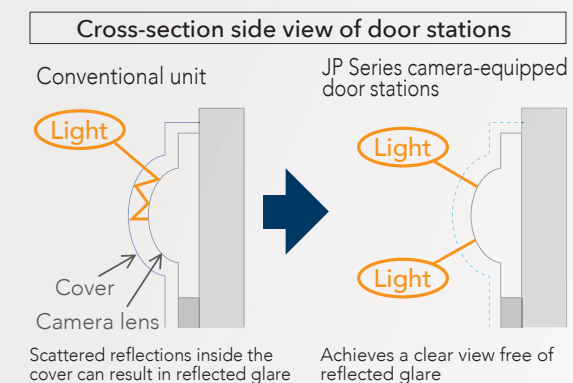 Cross-section side view of door stations
Conventional unit
Light
Cover
Camera lens
Scattered reflections inside the
cover can result in reflected glare
JP Series camera-equipped
door stations
Light
Light
Achieves a clear view free of
reflected glare